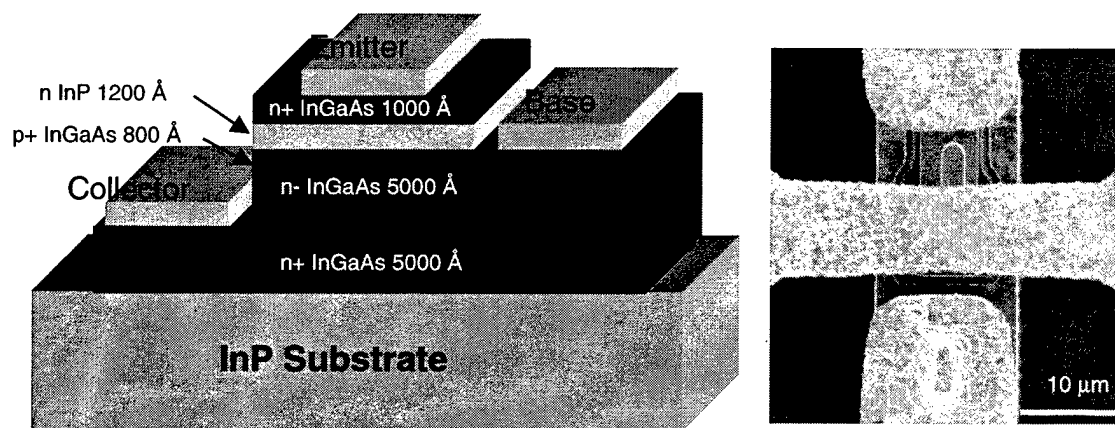 Emitter
n InP 1200 Å
n+ InGaAs 1000 Å
Base
p+ InGaAs 800 Å
Collector
n- InGaAs 5000 Å
n+ InGaAs 5000 Å
InP Substrate
10 μm